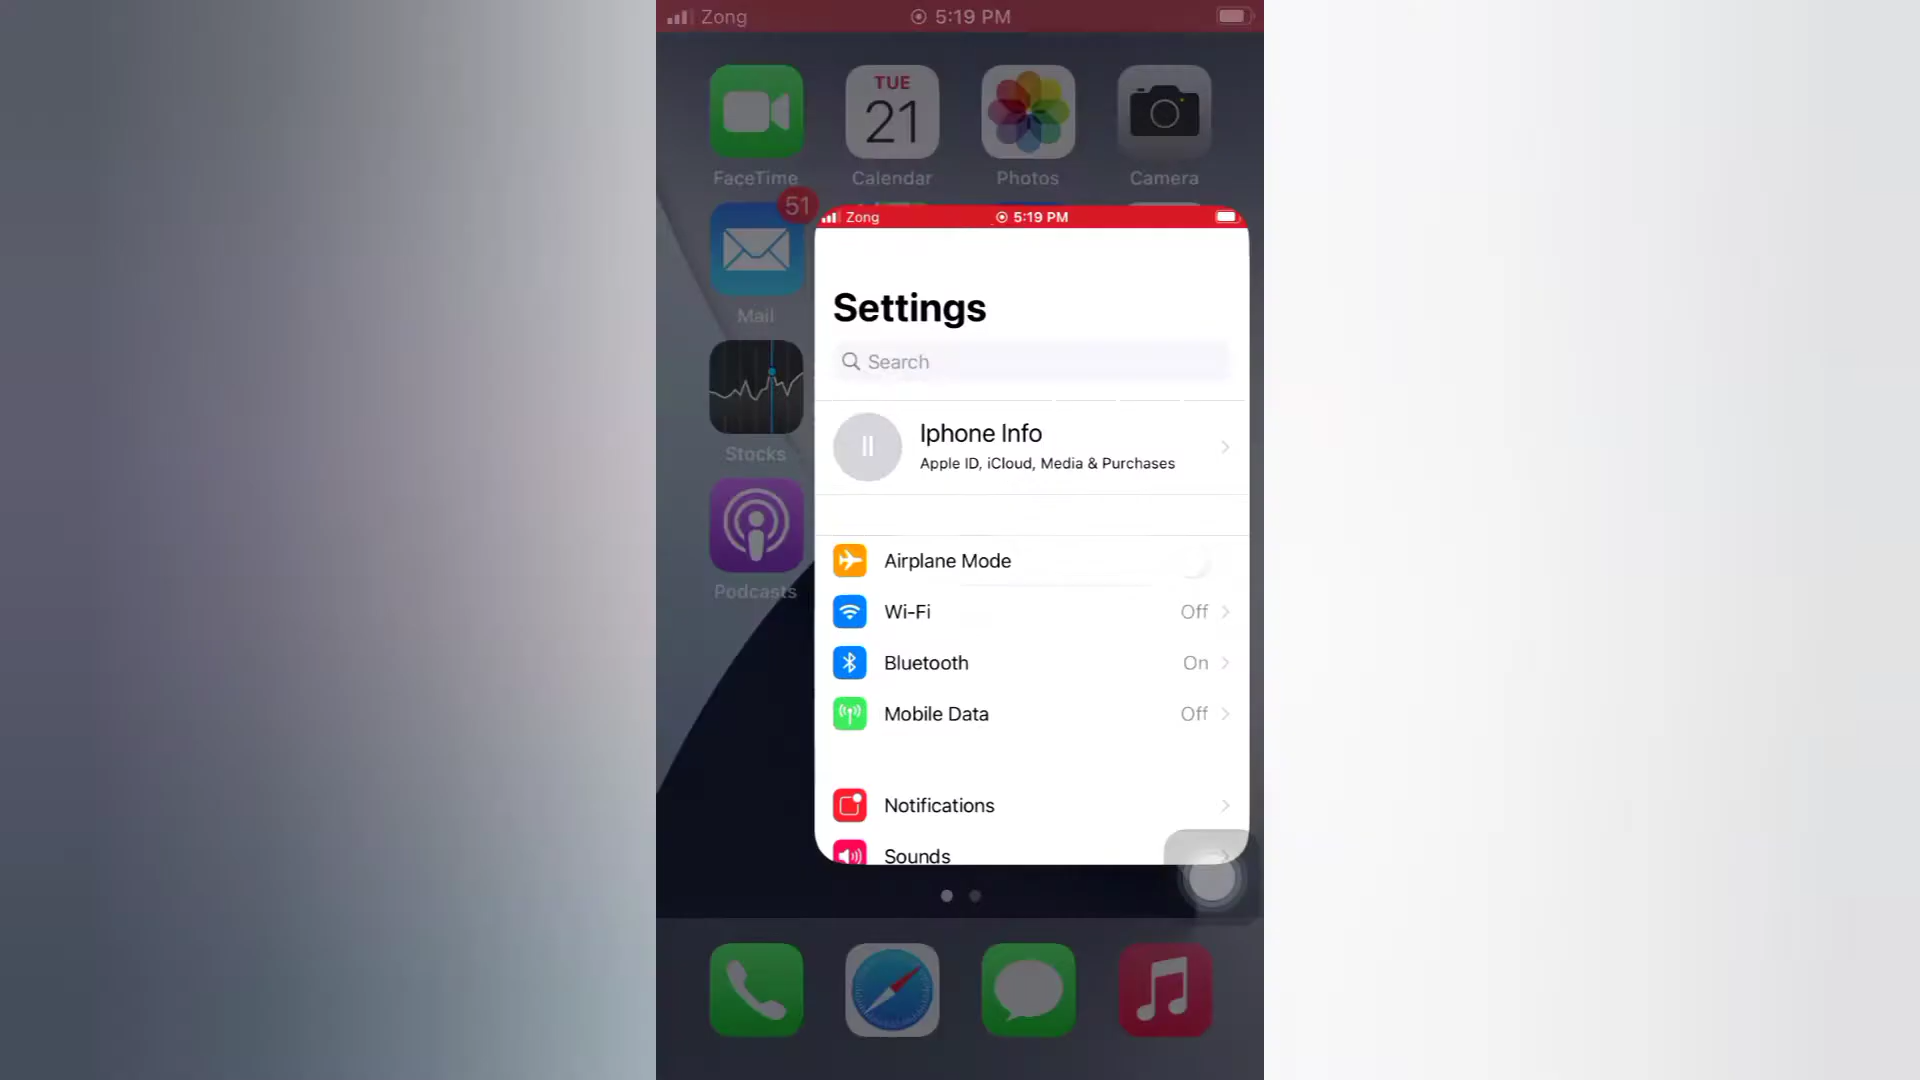 Zong 5:19 PM
TUE
21
FaceTime Calendar Photos Camera
51
Mail
Stocks
Podcasts
Zong 5:19 PM
Settings
Search
II
Iphone Info
Apple ID, iCloud, Media & Purchases
Airplane Mode
Wi-Fi Off
Bluetooth On
Mobile Data Off
Notifications
Sounds